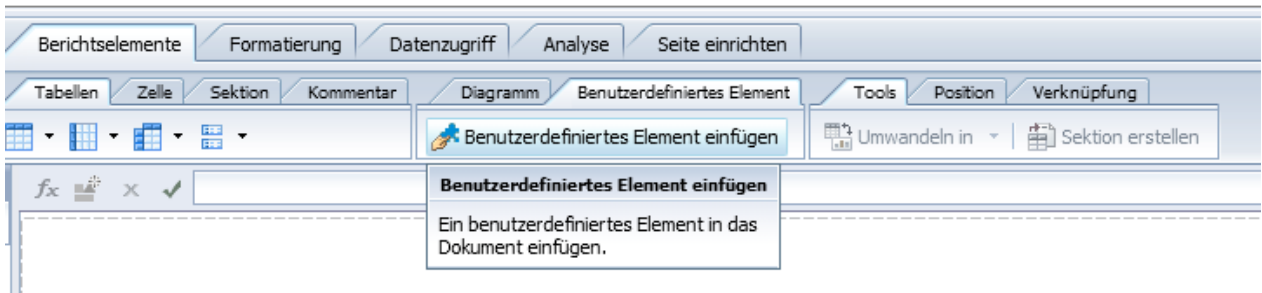 Berichtselemente Formatierung Datenzugriff Analyse Seite einrichten
Tabellen Zelle Sektion Kommentar Diagramm Benutzerdefiniertes Element Tools Position Verknüpfung
Benutzerdefiniertes Element einfügen Umwandeln in Sektion erstellen
fx
Benutzerdefiniertes Element einfügen
Ein benutzerdefiniertes Element in das
Dokument einfügen.